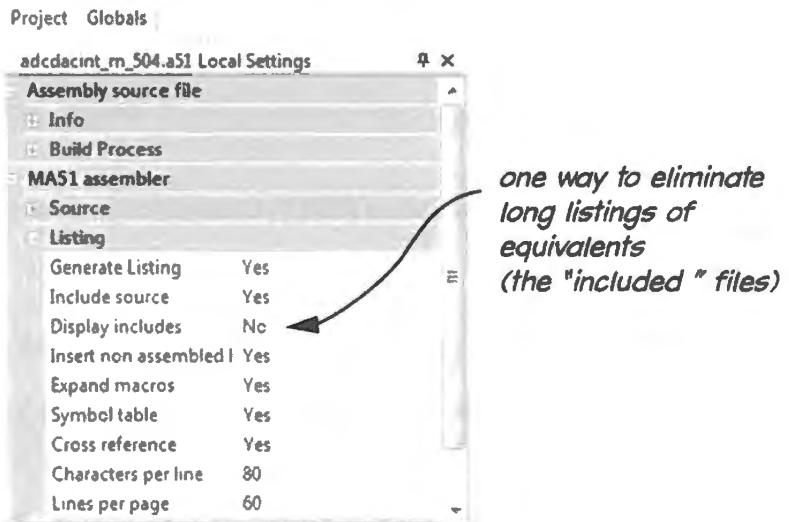 Project Globals
adcdacint_m_504.a51 Local Settings
Assembly source file
Info
Build Process
MA51 assembler
Source
Listing
Generate Listing Yes
Include source Yes
Display includes No
Insert non assembled l Yes
Expand macros Yes
Symbol table Yes
Cross reference Yes
Characters per line 80
Lines per page 60
one way to eliminate
long listings of
equivalents
(the "included " files)